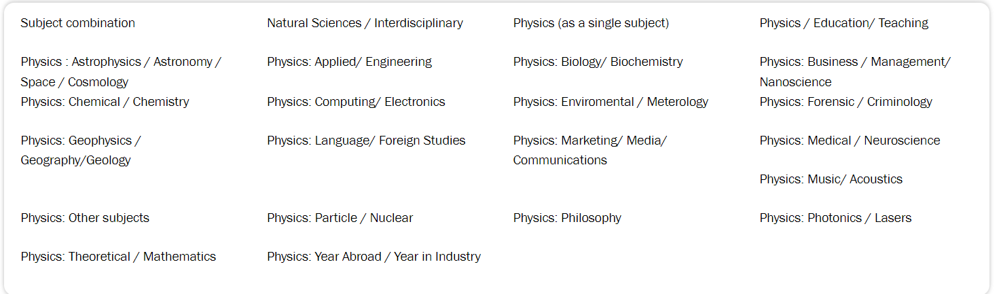 Subject combination
Natural Sciences / Interdisciplinary
Physics (as a single subject)
Physics / Education/ Teaching
Physics : Astrophysics / Astronomy /
Space / Cosmology
Physics: Applied/ Engineering
Physics: Biology/ Biochemistry
Physics: Business / Management/
Nanoscience
Physics: Chemical / Chemistry
Physics: Computing/ Electronics
Physics: Enviromental / Meterology
Physics: Forensic / Criminology
Physics: Geophysics /
Geography/Geology
Physics: Language/ Foreign Studies
Physics: Marketing/ Media/
Communications
Physics: Medical / Neuroscience
Physics: Music/ Acoustics
Physics: Other subjects
Physics: Particle / Nuclear
Physics: Philosophy
Physics: Photonics / Lasers
Physics: Theoretical / Mathematics
Physics: Year Abroad / Year in Industry